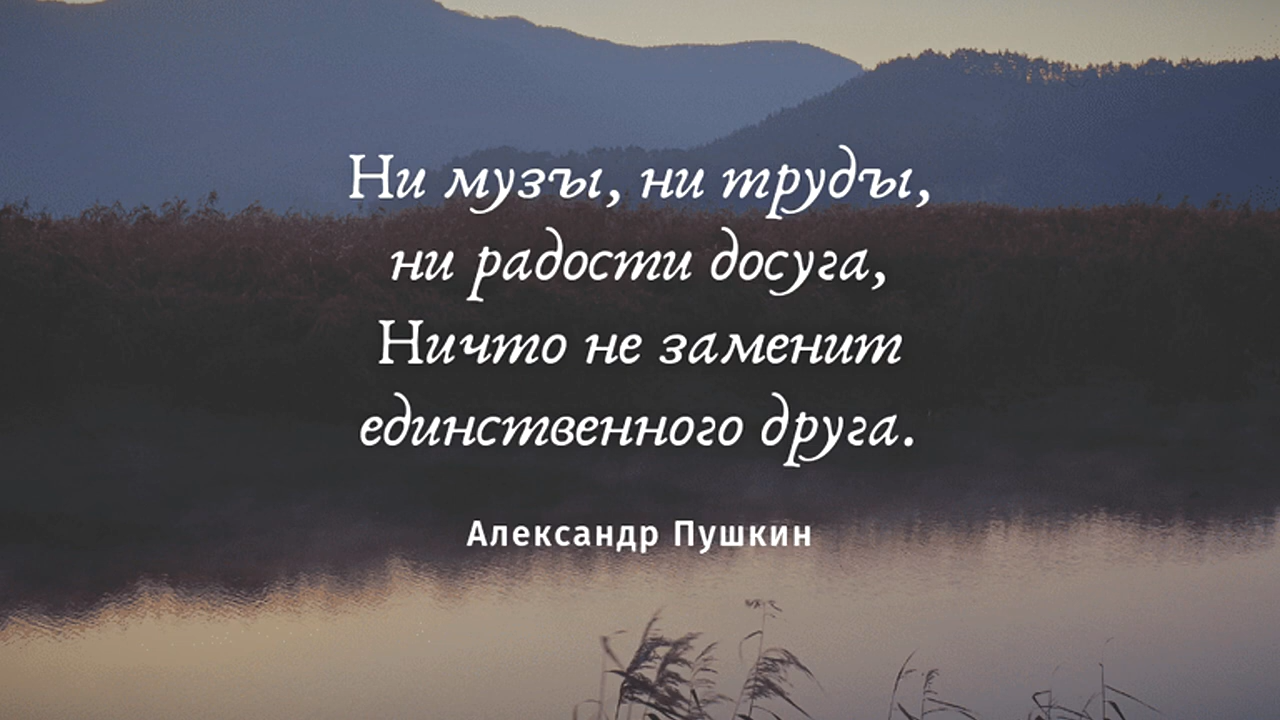 Ни музы, ни труды,
ни радости досуга,
Ничто не заменит
единственного друга.
Александр Пушкин